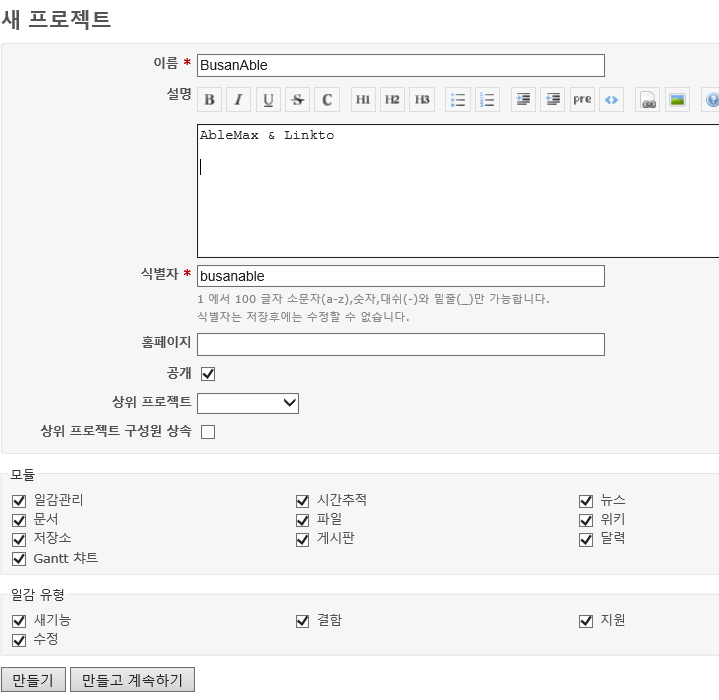 새 프로젝트
이름 * BusanAble
설명 B I U S C H1 H2 H3 pre <>
AbleMax & Linkto
식별자 * busanable
1 에서 100 글자 소문자(a-z),숫자,대쉬(-)와 밑풀(_)만 가능합니다.
식별자는 저장후에는 수정할 수 없습니다.
홈페이지
공개
상위 프로젝트
상위 프로젝트 구성원 상속
모듈
일감관리 시간추적 뉴스
문서 파일 위키
저장소 게시판 달력
Gantt 챠트
일감 유형
새기능 결함 지원
수정
만들기 만들고 계속하기